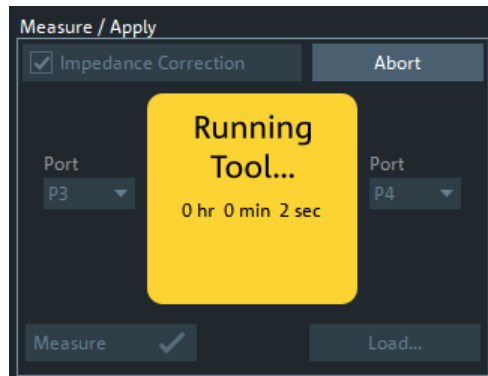 Measure / Apply
Impedance Correction
Abort
Running
Tool...
0 hr 0 min 2 sec
Port
P3
Port
P4
Measure
Load...